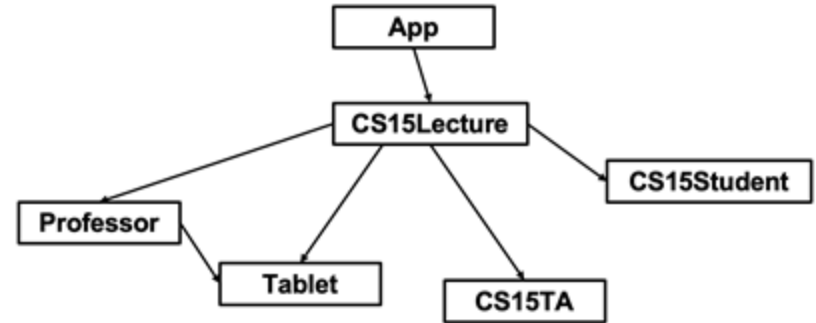 App
CS15Lecture
CS15Student
Professor
Tablet
CS15TA